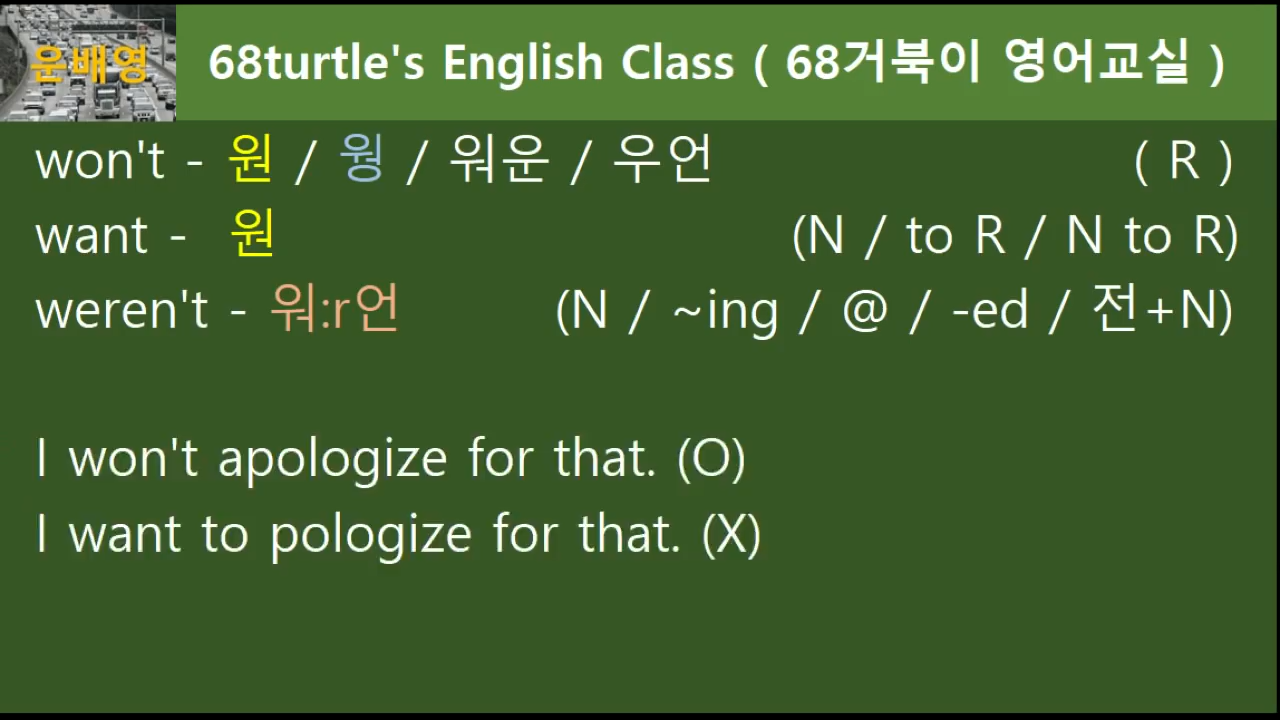 운배영
68turtle's English Class ( 68거북이 영어교실 )
won't - 원 / 웡 / 워운 / 우언 ( R )
want - 원 (N / to R / N to R)
weren't - 워:r언 (N / ~ing / @ / -ed / 전+N)
I won't apologize for that. (O)
I want to pologize for that. (X)